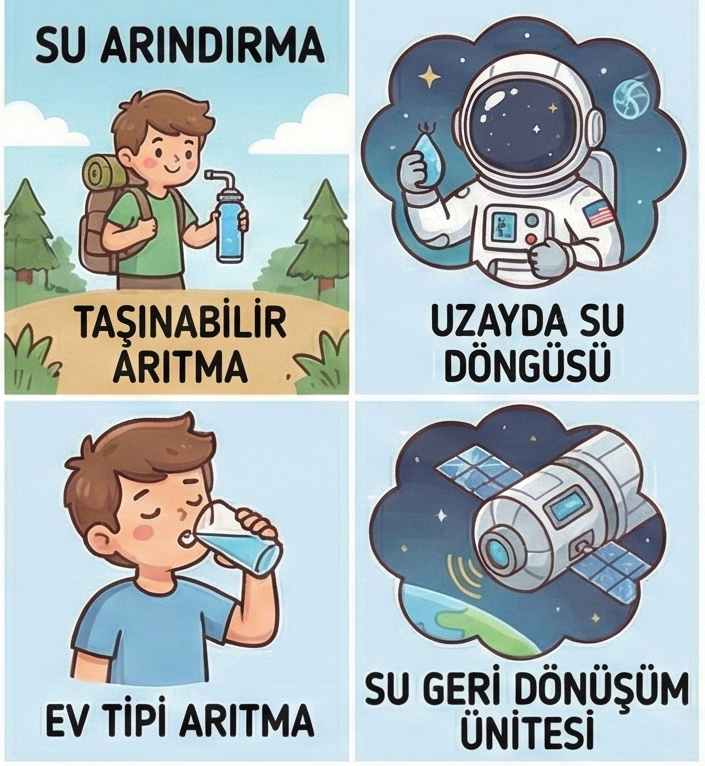 SU ARINDIRMA
TAŞINABİLİR
ARITMA
UZAYDA SU
DÖNGÜSÜ
EV TİPİ ARITMA
SU GERİ DÖNÜŞÜM
ÜNİTESİ